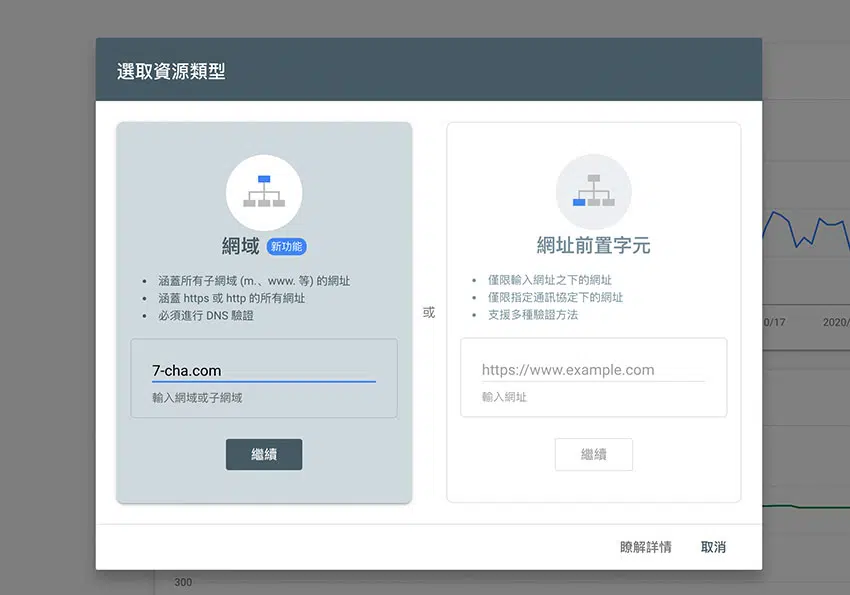 選取資源類型
網域 新功能
• 涵蓋所有子網域 (m.、www. 等) 的網址
• 涵蓋 https 或 http 的所有網址
• 必須進行 DNS 驗證
7-cha.com
輸入網域或子網域
繼續
或
網址前置字元
• 僅限輸入網址之下的網址
• 僅限指定通訊協定下的網址
• 支援多種驗證方法
https://www.example.com
輸入網址
繼續
0/17
2020/
瞭解詳情
取消
300